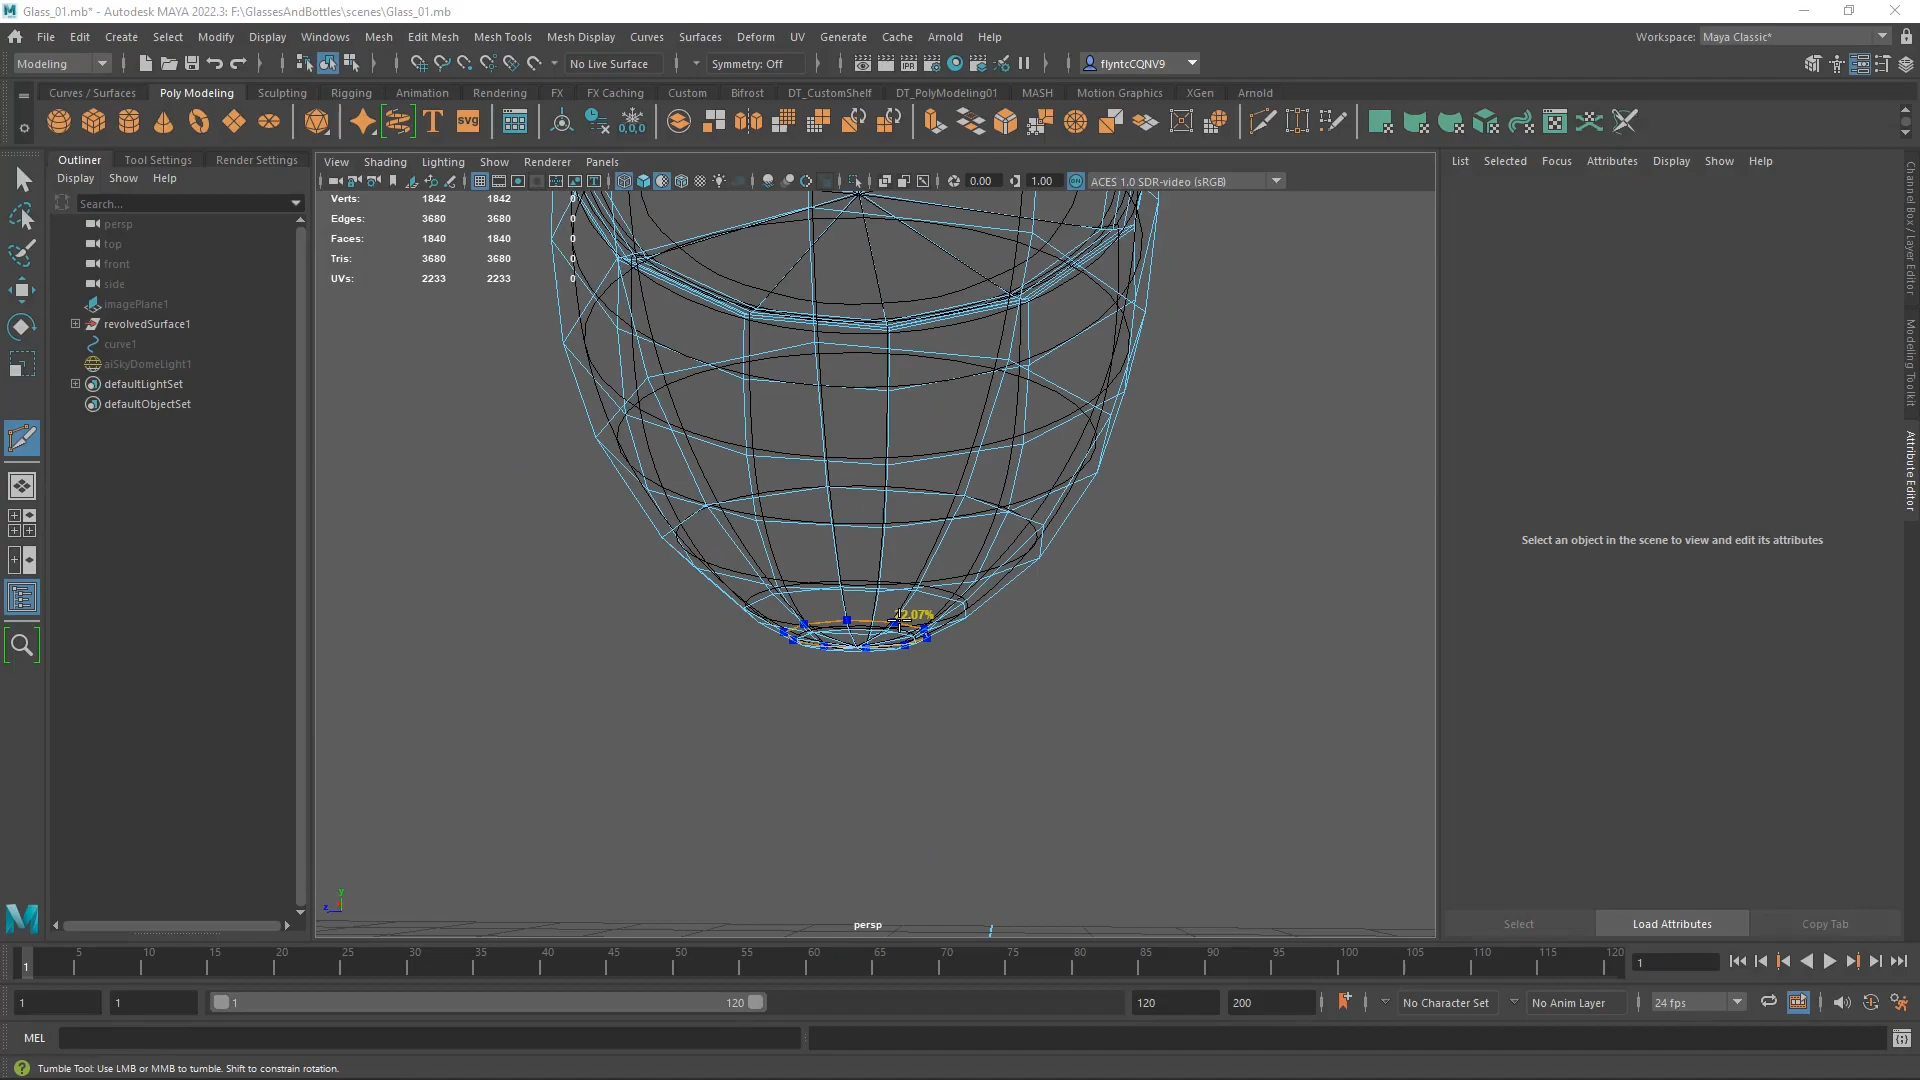 Glass_01.mb* - Autodesk MAYA 2022.3: F:\GlassesAndBottles\scenes\Glass_01.mb
File Edit Create Select Modify Display Windows Mesh Edit Mesh Mesh Tools Mesh Display Curves Surfaces Deform UV Generate Cache Arnold Help Workspace: Maya Classic*
Modeling No Live Surface Symmetry: Off IPR flyntcCQNV9
Curves / Surfaces Poly Modeling Sculpting Rigging Animation Rendering FX FX Caching Custom Bifrost DT_CustomShelf DT_PolyModeling01 MASH Motion Graphics XGen Arnold
T svg 0,0,0
Outliner Tool Settings Render Settings
Display Show Help
Search...
persp
top
front
side
imagePlane1
revolvedSurface1
curve1
aiSkyDomeLight1
defaultLightSet
defaultObjectSet
View Shading Lighting Show Renderer Panels
0.00 1.00 ACES 1.0 SDR-video (sRGB)
Verts: 1842 1842 0
Edges: 3680 3680 0
Faces: 1840 1840 0
Tris: 3680 3680 0
UVs: 2233 2233 0
y
z
persp
List Selected Focus Attributes Display Show Help
Select an object in the scene to view and edit its attributes
Select Load Attributes Copy Tab
Channel Box / Layer Editor
Modeling Toolkit
Attribute Editor
5 10 15 20 25 30 35 40 45 50 55 60 65 70 75 80 85 90 95 100 105 110 115 120
1 1
1 1 1 120 120 200 No Character Set No Anim Layer 24 fps
MEL
Tumble Tool: Use LMB or MMB to tumble. Shift to constrain rotation.